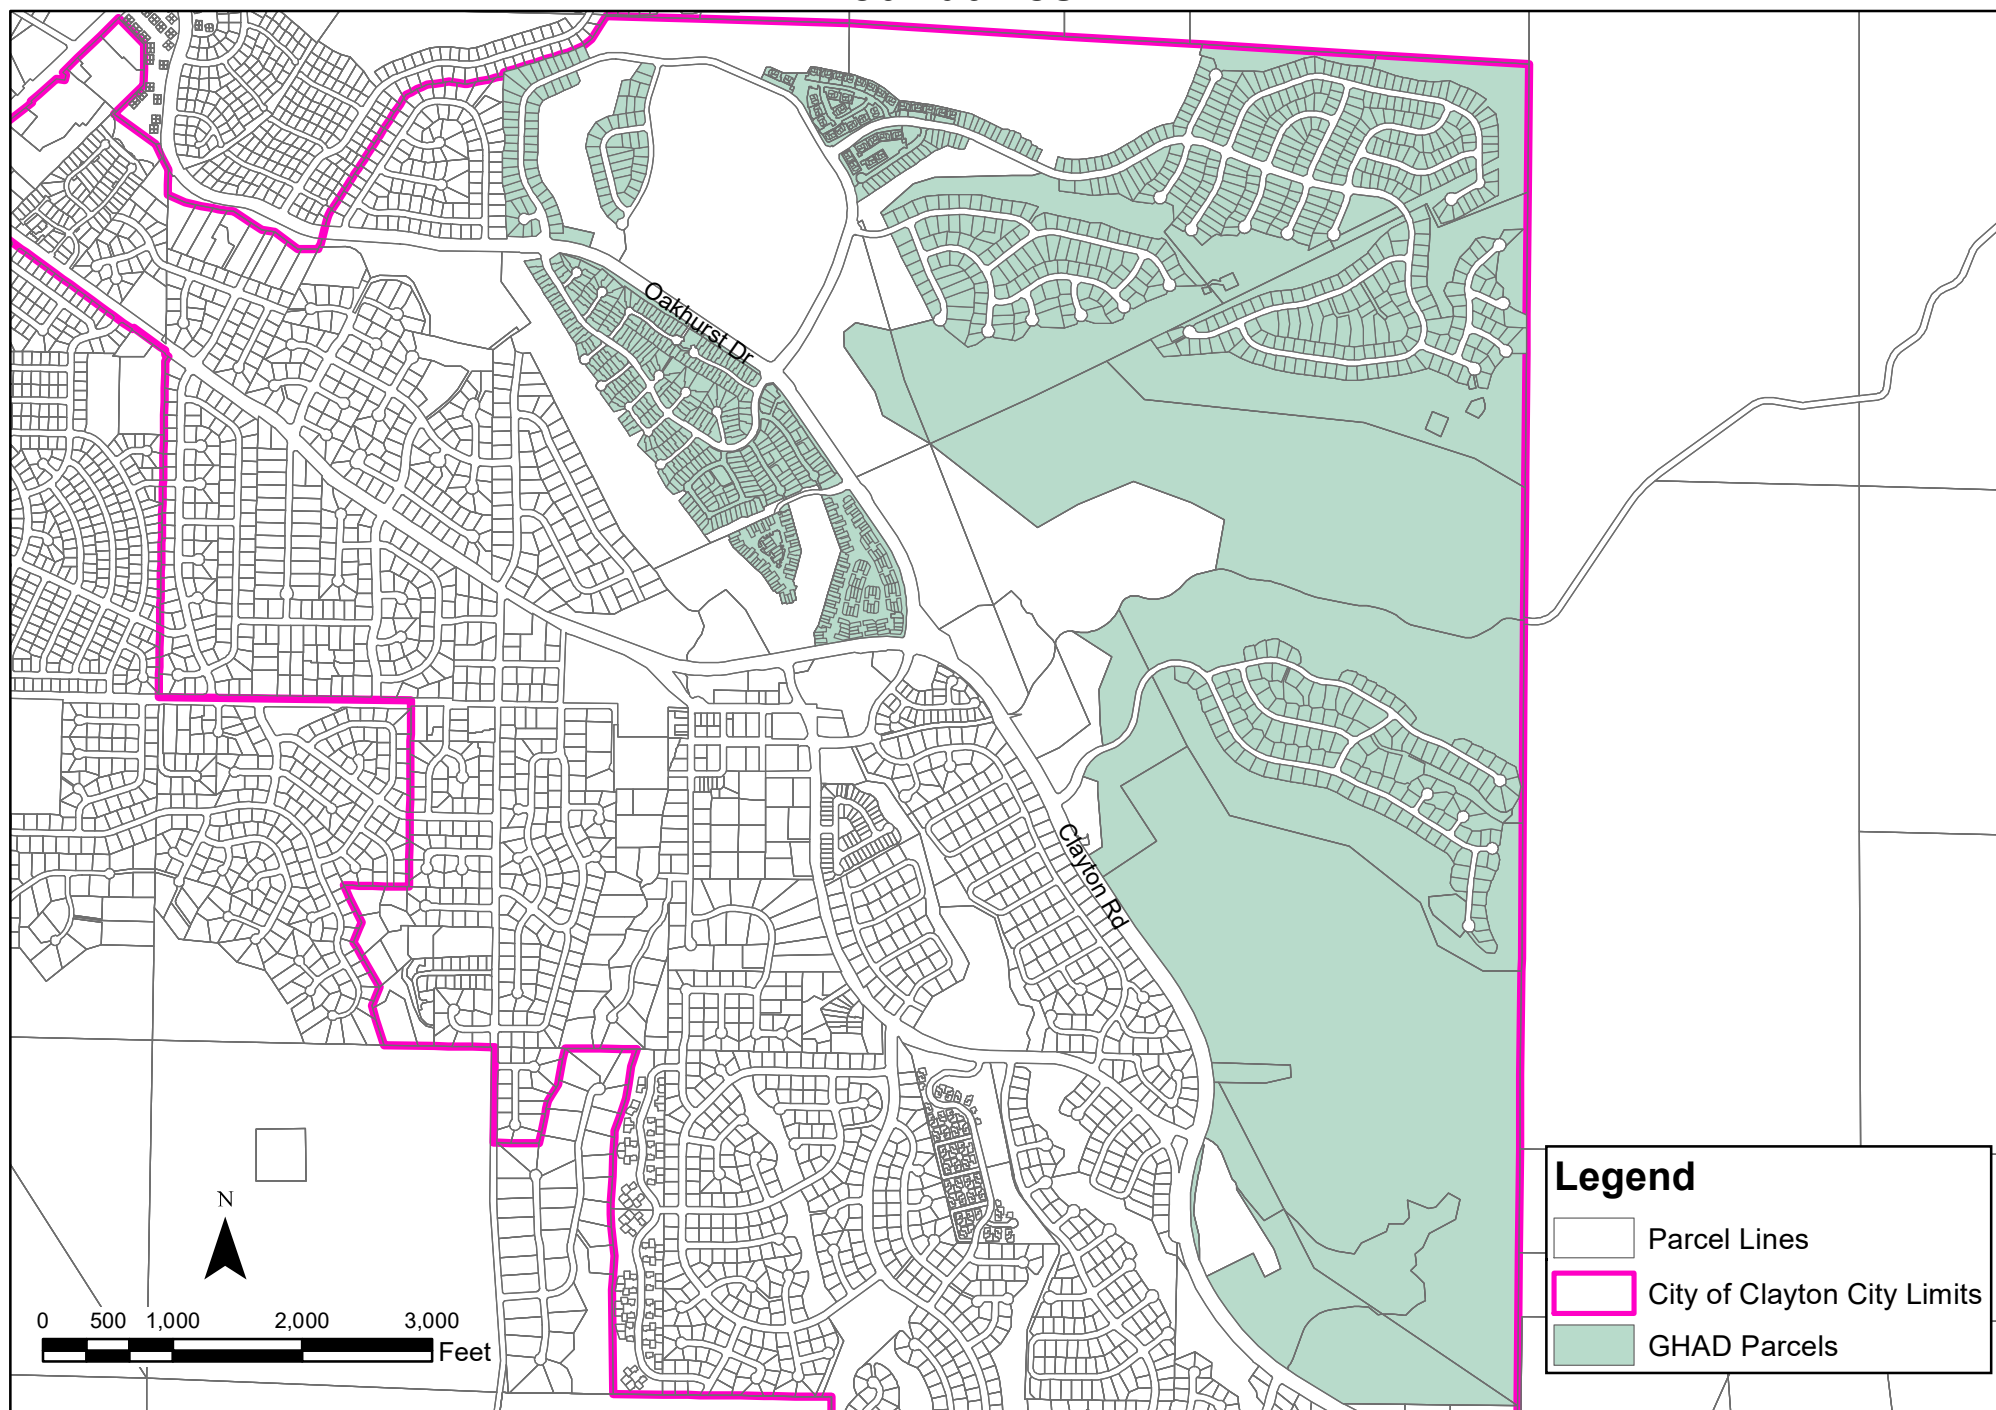 Oakhurst Dr
Clayton Rd
N
0 500 1,000 2,000 3,000
Feet
Legend
Parcel Lines
City of Clayton City Limits
GHAD Parcels